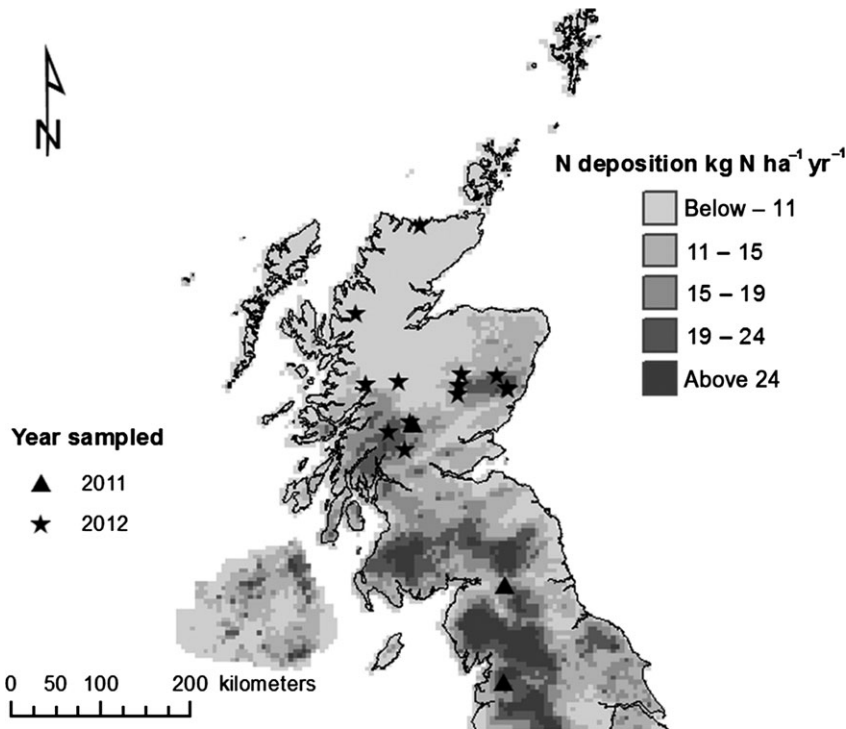 N
N deposition kg N ha⁻¹ yr⁻¹
Below – 11
11 – 15
15 – 19
19 – 24
Above 24
Year sampled
2011
2012
0 50 100 200 kilometers